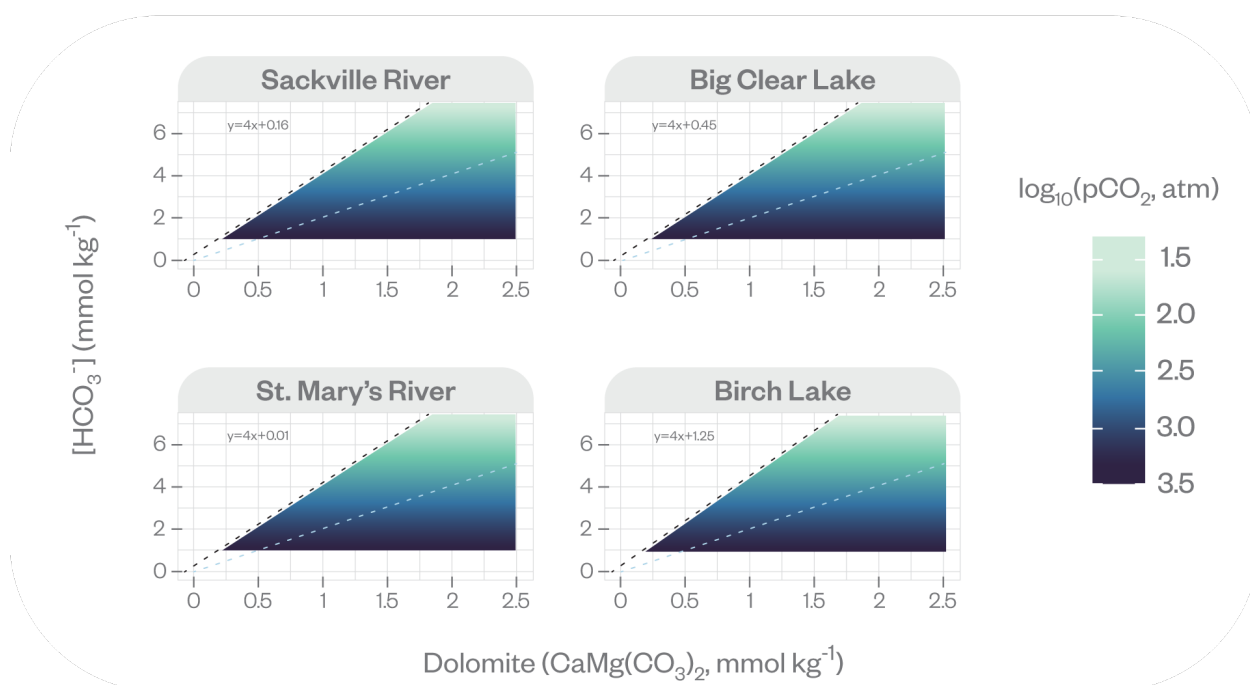 Sackville River
y=4x+0.16
6
4
2
0
0 0.5 1 1.5 2 2.5
Big Clear Lake
y=4x+0.45
6
4
2
0
0 0.5 1 1.5 2 2.5
St. Mary's River
y=4x+0.01
6
4
2
0
0 0.5 1 1.5 2 2.5
Birch Lake
y=4x+1.25
6
4
2
0
0 0.5 1 1.5 2 2.5
[HCO₃⁻] (mmol kg⁻¹)
Dolomite (CaMg(CO₃)₂, mmol kg⁻¹)
log₁₀(pCO₂, atm)
1.5
2.0
2.5
3.0
3.5